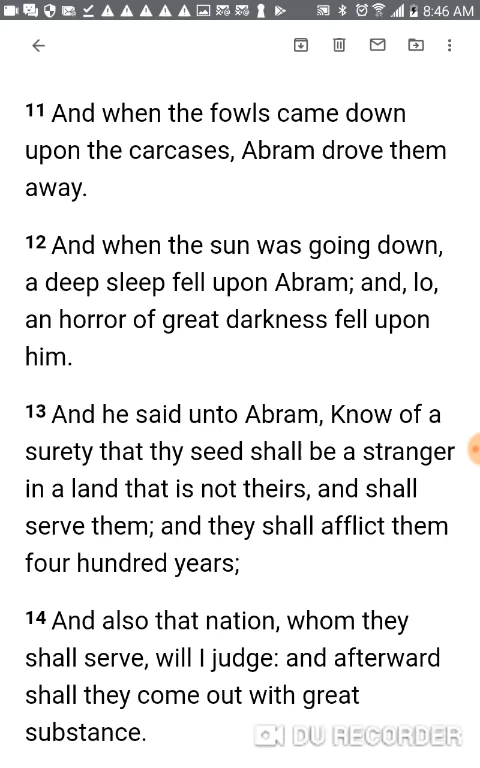 8:46 AM
11 And when the fowls came down
upon the carcases, Abram drove them
away.
12 And when the sun was going down,
a deep sleep fell upon Abram; and, lo,
an horror of great darkness fell upon
him.
13 And he said unto Abram, Know of a
surety that thy seed shall be a stranger
in a land that is not theirs, and shall
serve them; and they shall afflict them
four hundred years;
14 And also that nation, whom they
shall serve, will I judge: and afterward
shall they come out with great
substance.
DU RECORDER